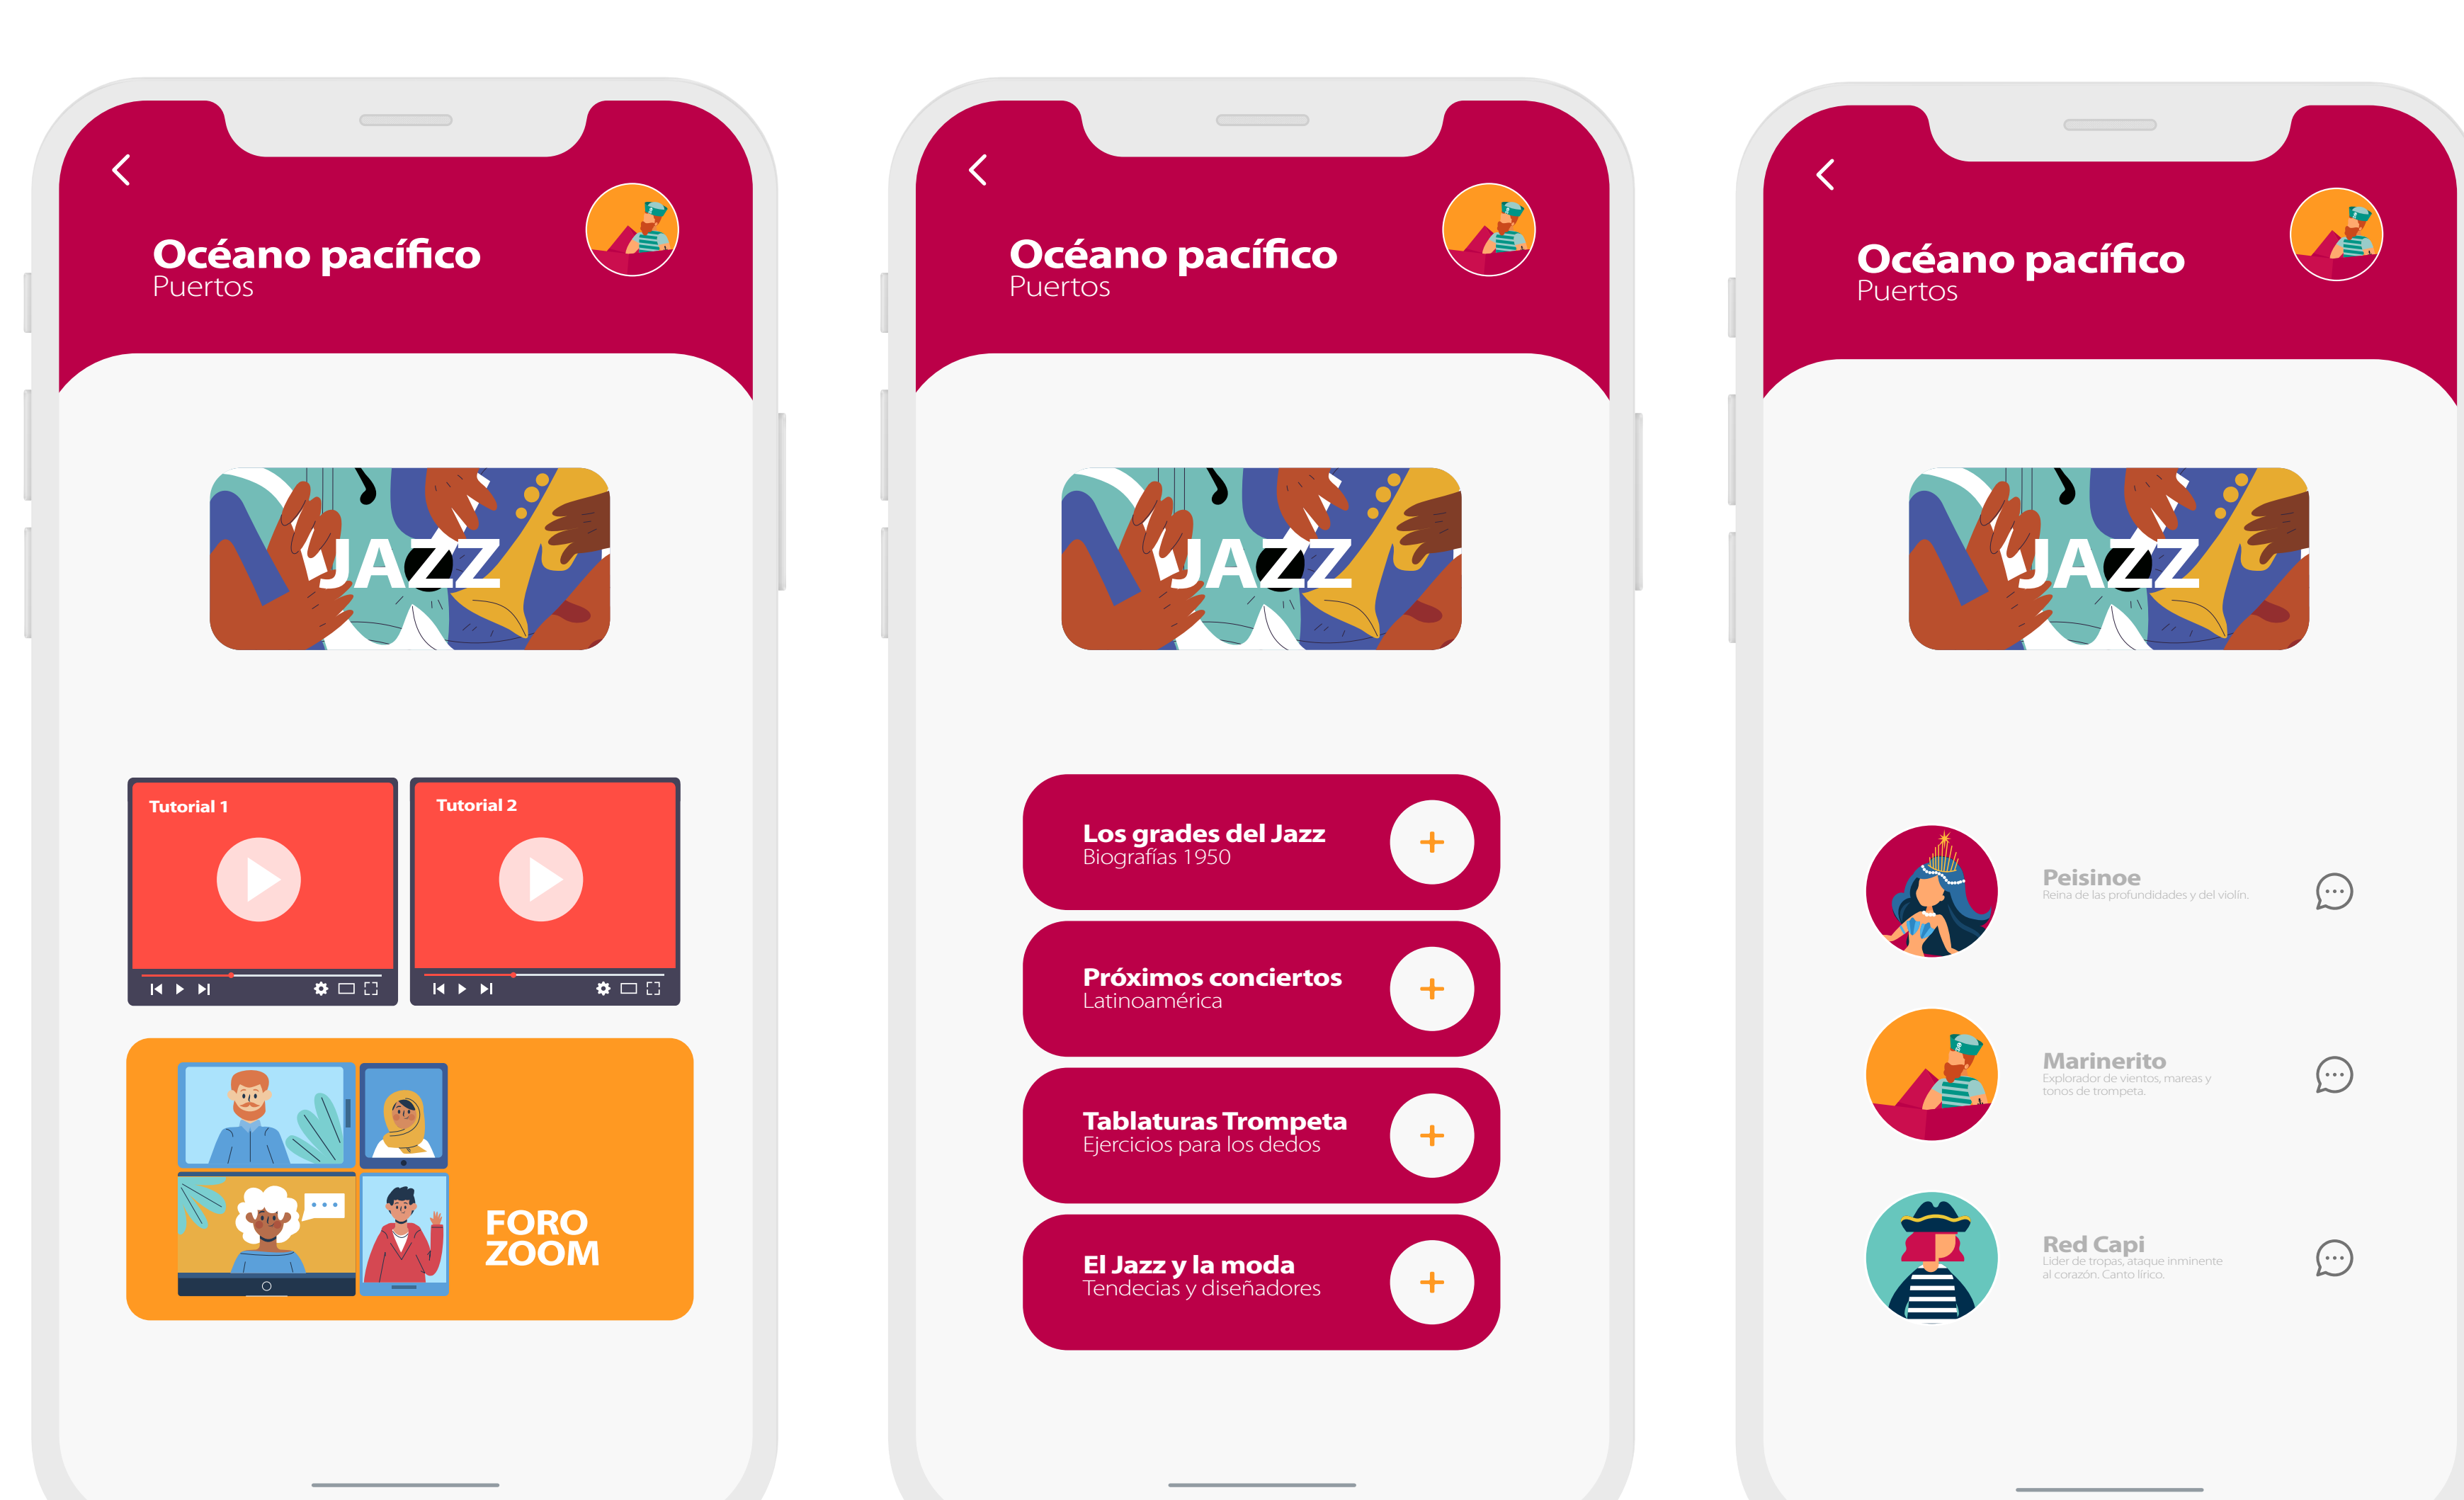 Océano pacífico
Puertos
JAZZ
Tutorial 1
Tutorial 2
FORO
ZOOM
Océano pacífico
Puertos
JAZZ
Los grades del Jazz
Biografías 1950
Próximos conciertos
Latinoamérica
Tablaturas Trompeta
Ejercicios para los dedos
El Jazz y la moda
Tendecias y diseñadores
Océano pacífico
Puertos
JAZZ
Peisinoe
Reina de las profundidades y del violín.
Marinerito
Explorador de vientos, mareas y
tonos de trompeta.
Red Capi
Lider de tropas, ataque inminente
al corazón. Canto lírico.